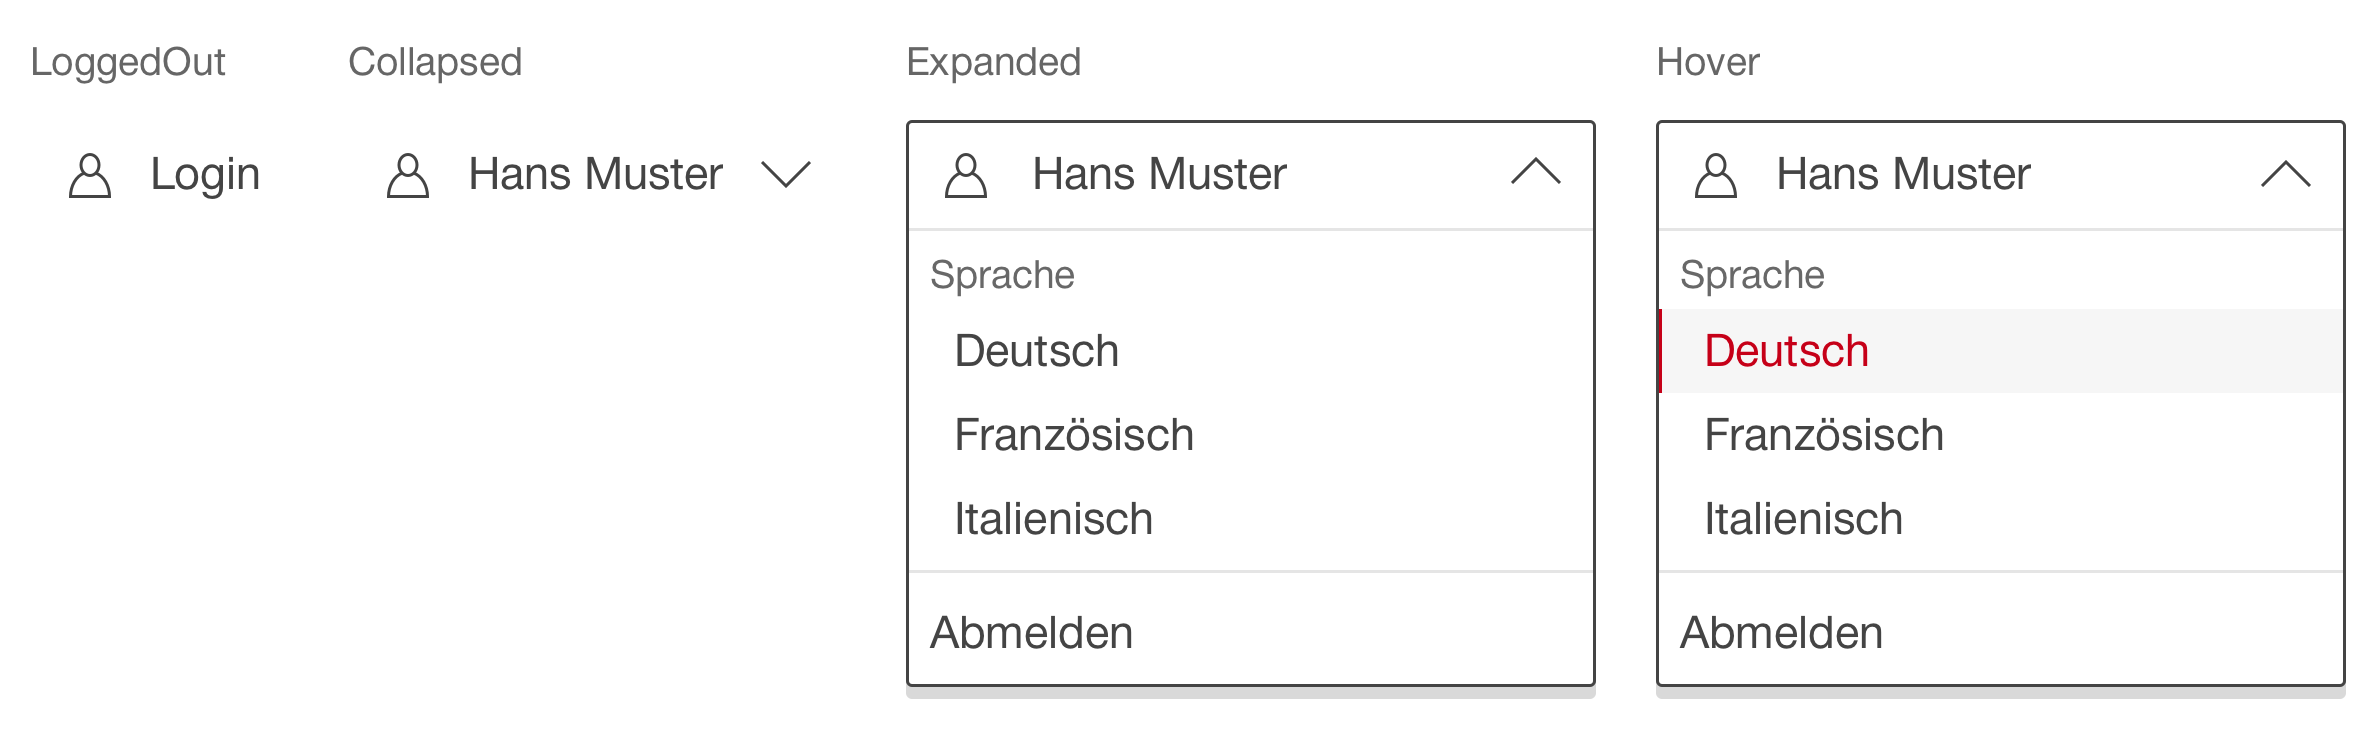 LoggedOut
Login
Collapsed
Hans Muster
Expanded
Hans Muster
Sprache
Deutsch
Französisch
Italienisch
Abmelden
Hover
Hans Muster
Sprache
Deutsch
Französisch
Italienisch
Abmelden